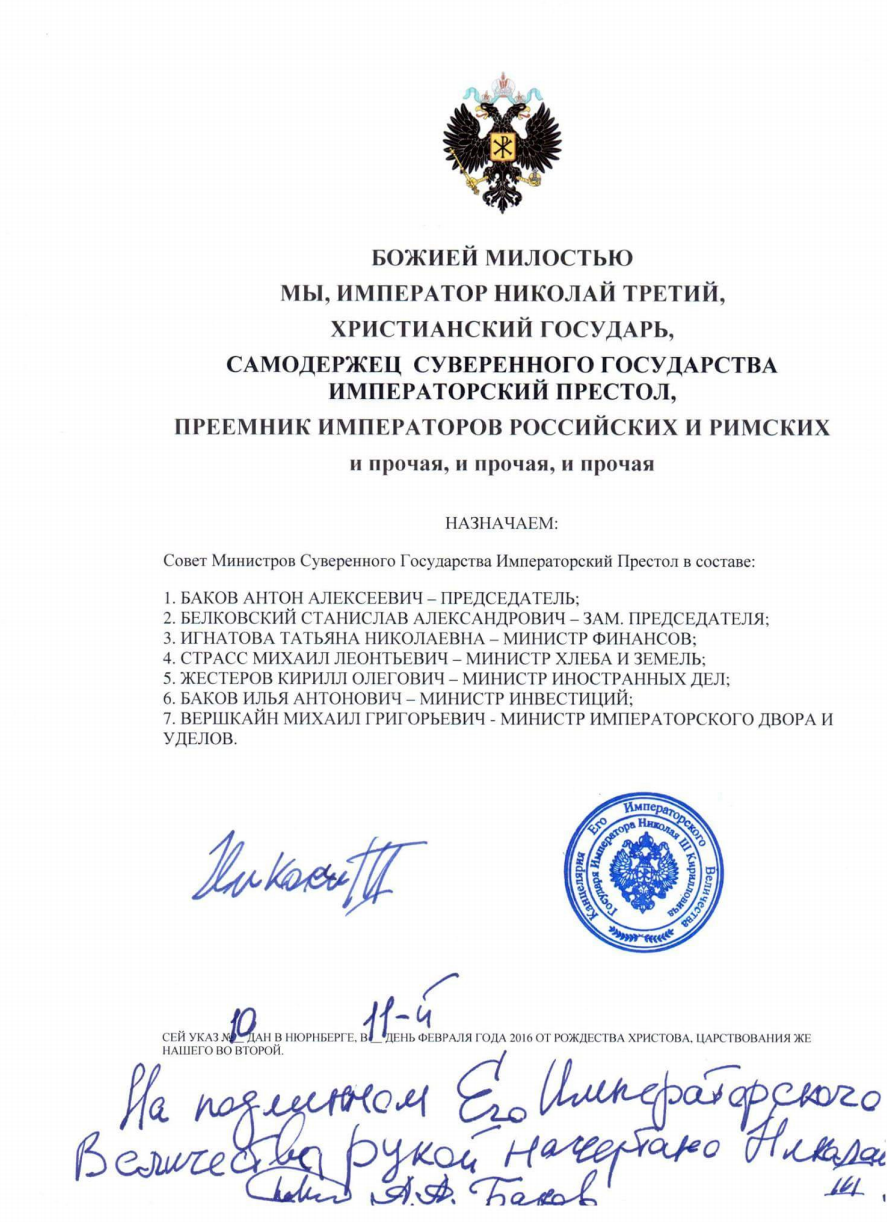 БОЖИЕЙ МИЛОСТЬЮ
МЫ, ИМПЕРАТОР НИКОЛАЙ ТРЕТИЙ,
ХРИСТИАНСКИЙ ГОСУДАРЬ,
САМОДЕРЖЕЦ СУВЕРЕННОГО ГОСУДАРСТВА
ИМПЕРАТОРСКИЙ ПРЕСТОЛ,
ПРЕЕМНИК ИМПЕРАТОРОВ РОССИЙСКИХ И РИМСКИХ
и прочая, и прочая, и прочая
НАЗНАЧАЕМ:
Совет Министров Суверенного Государства Императорский Престол в составе:
1. БАКОВ АНТОН АЛЕКСЕЕВИЧ – ПРЕДСЕДАТЕЛЬ;
2. БЕЛКОВСКИЙ СТАНИСЛАВ АЛЕКСАНДРОВИЧ – ЗАМ. ПРЕДСЕДАТЕЛЯ;
3. ИГНАТОВА ТАТЬЯНА НИКОЛАЕВНА – МИНИСТР ФИНАНСОВ;
4. СТРАСС МИХАИЛ ЛЕОНТЬЕВИЧ – МИНИСТР ХЛЕБА И ЗЕМЕЛЬ;
5. ЖЕСТЕРОВ КИРИЛЛ ОЛЕГОВИЧ – МИНИСТР ИНОСТРАННЫХ ДЕЛ;
6. БАКОВ ИЛЬЯ АНТОНОВИЧ – МИНИСТР ИНВЕСТИЦИЙ;
7. ВЕРШКАЙН МИХАИЛ ГРИГОРЬЕВИЧ - МИНИСТР ИМПЕРАТОРСКОГО ДВОРА И
УДЕЛОВ.
Николай III
Канцелярия Его Императорского Величества
Государя Императора Николая III Кирилловича
СЕЙ УКАЗ № 10 ДАН В НЮРНБЕРГЕ, В 11-й ДЕНЬ ФЕВРАЛЯ ГОДА 2016 ОТ РОЖДЕСТВА ХРИСТОВА, ЦАРСТВОВАНИЯ ЖЕ
НАШЕГО ВО ВТОРОЙ.
На подлинном Его Императорского
Величества рукой начертано Николай
А.А. Баков III